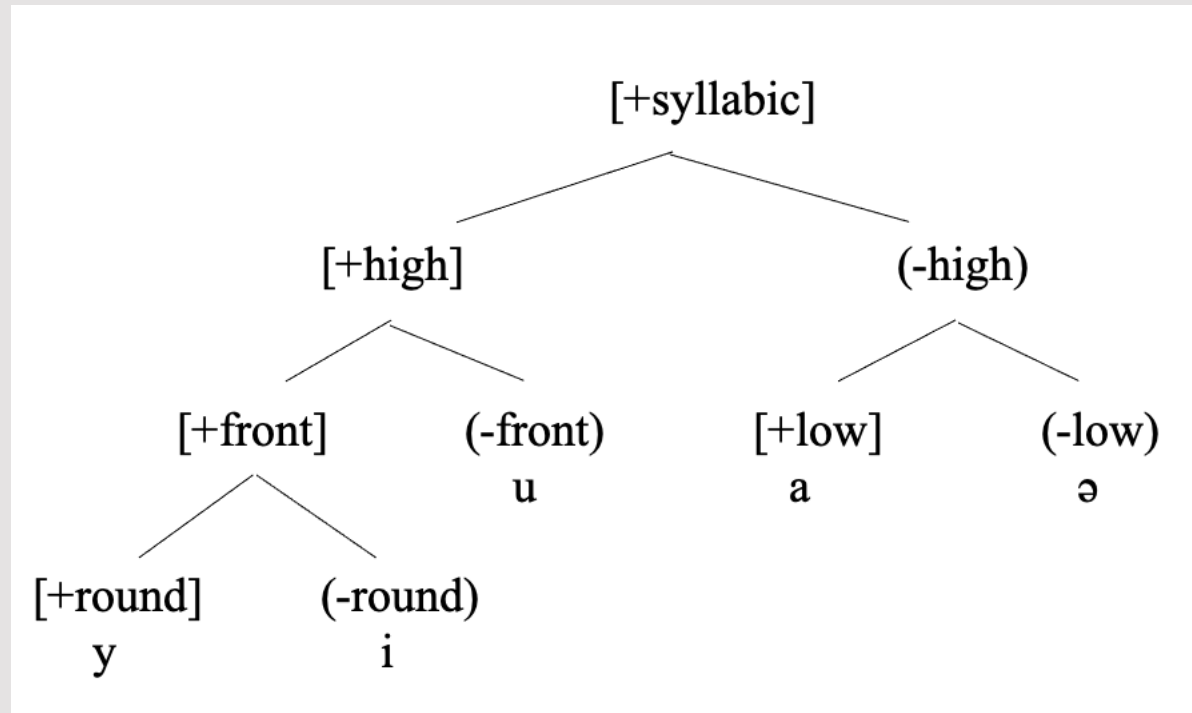 [+syllabic]
[+high] (-high)
[+front] (-front) [+low] (-low)
u a ə
[+round] (-round)
y i